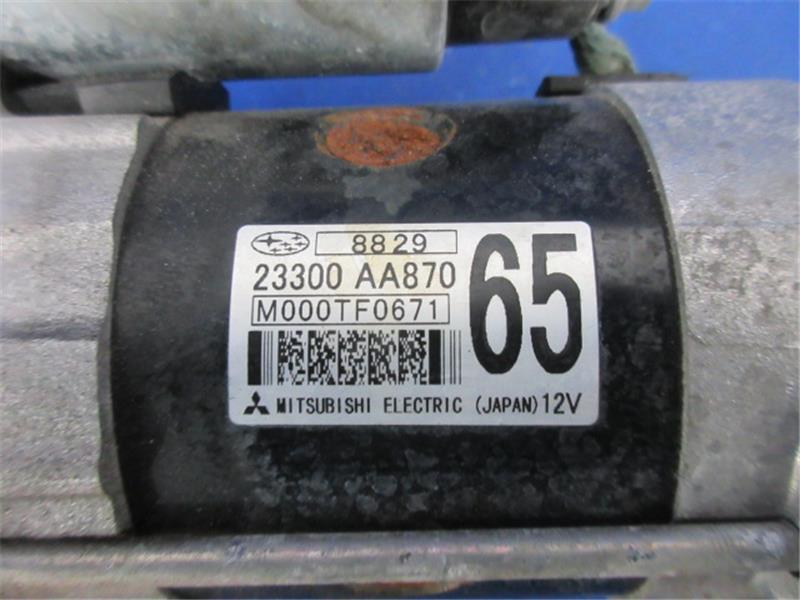 8829
23300 AA870
65
M000TF0671
MITSUBISHI ELECTRIC (JAPAN) 12V